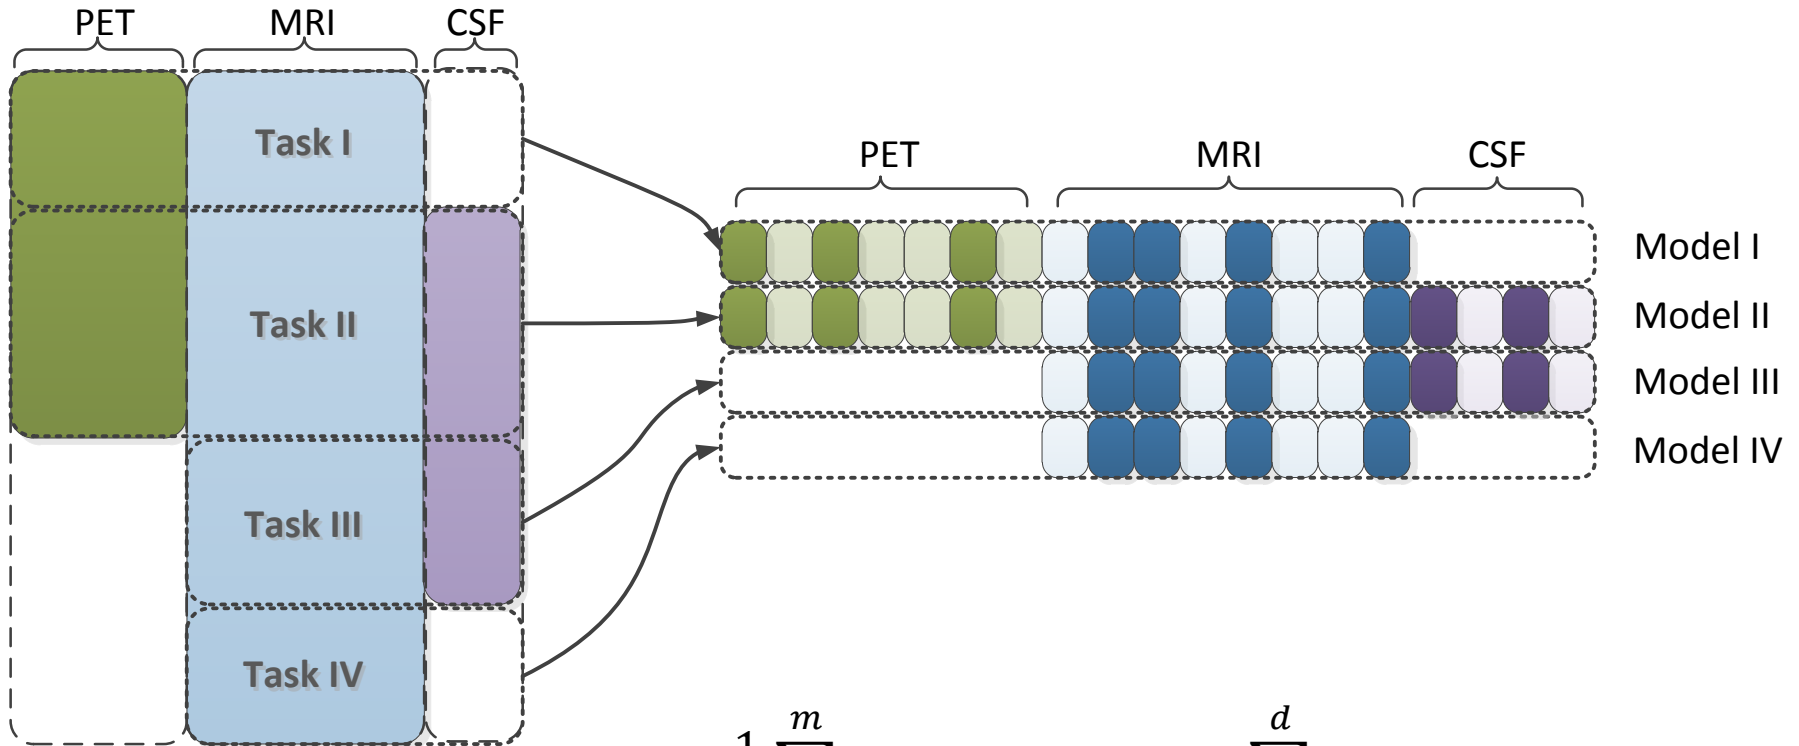 PET MRI CSF
Task I
Task II
Task III
Task IV
PET MRI CSF
Model I
Model II
Model III
Model IV
1 m d